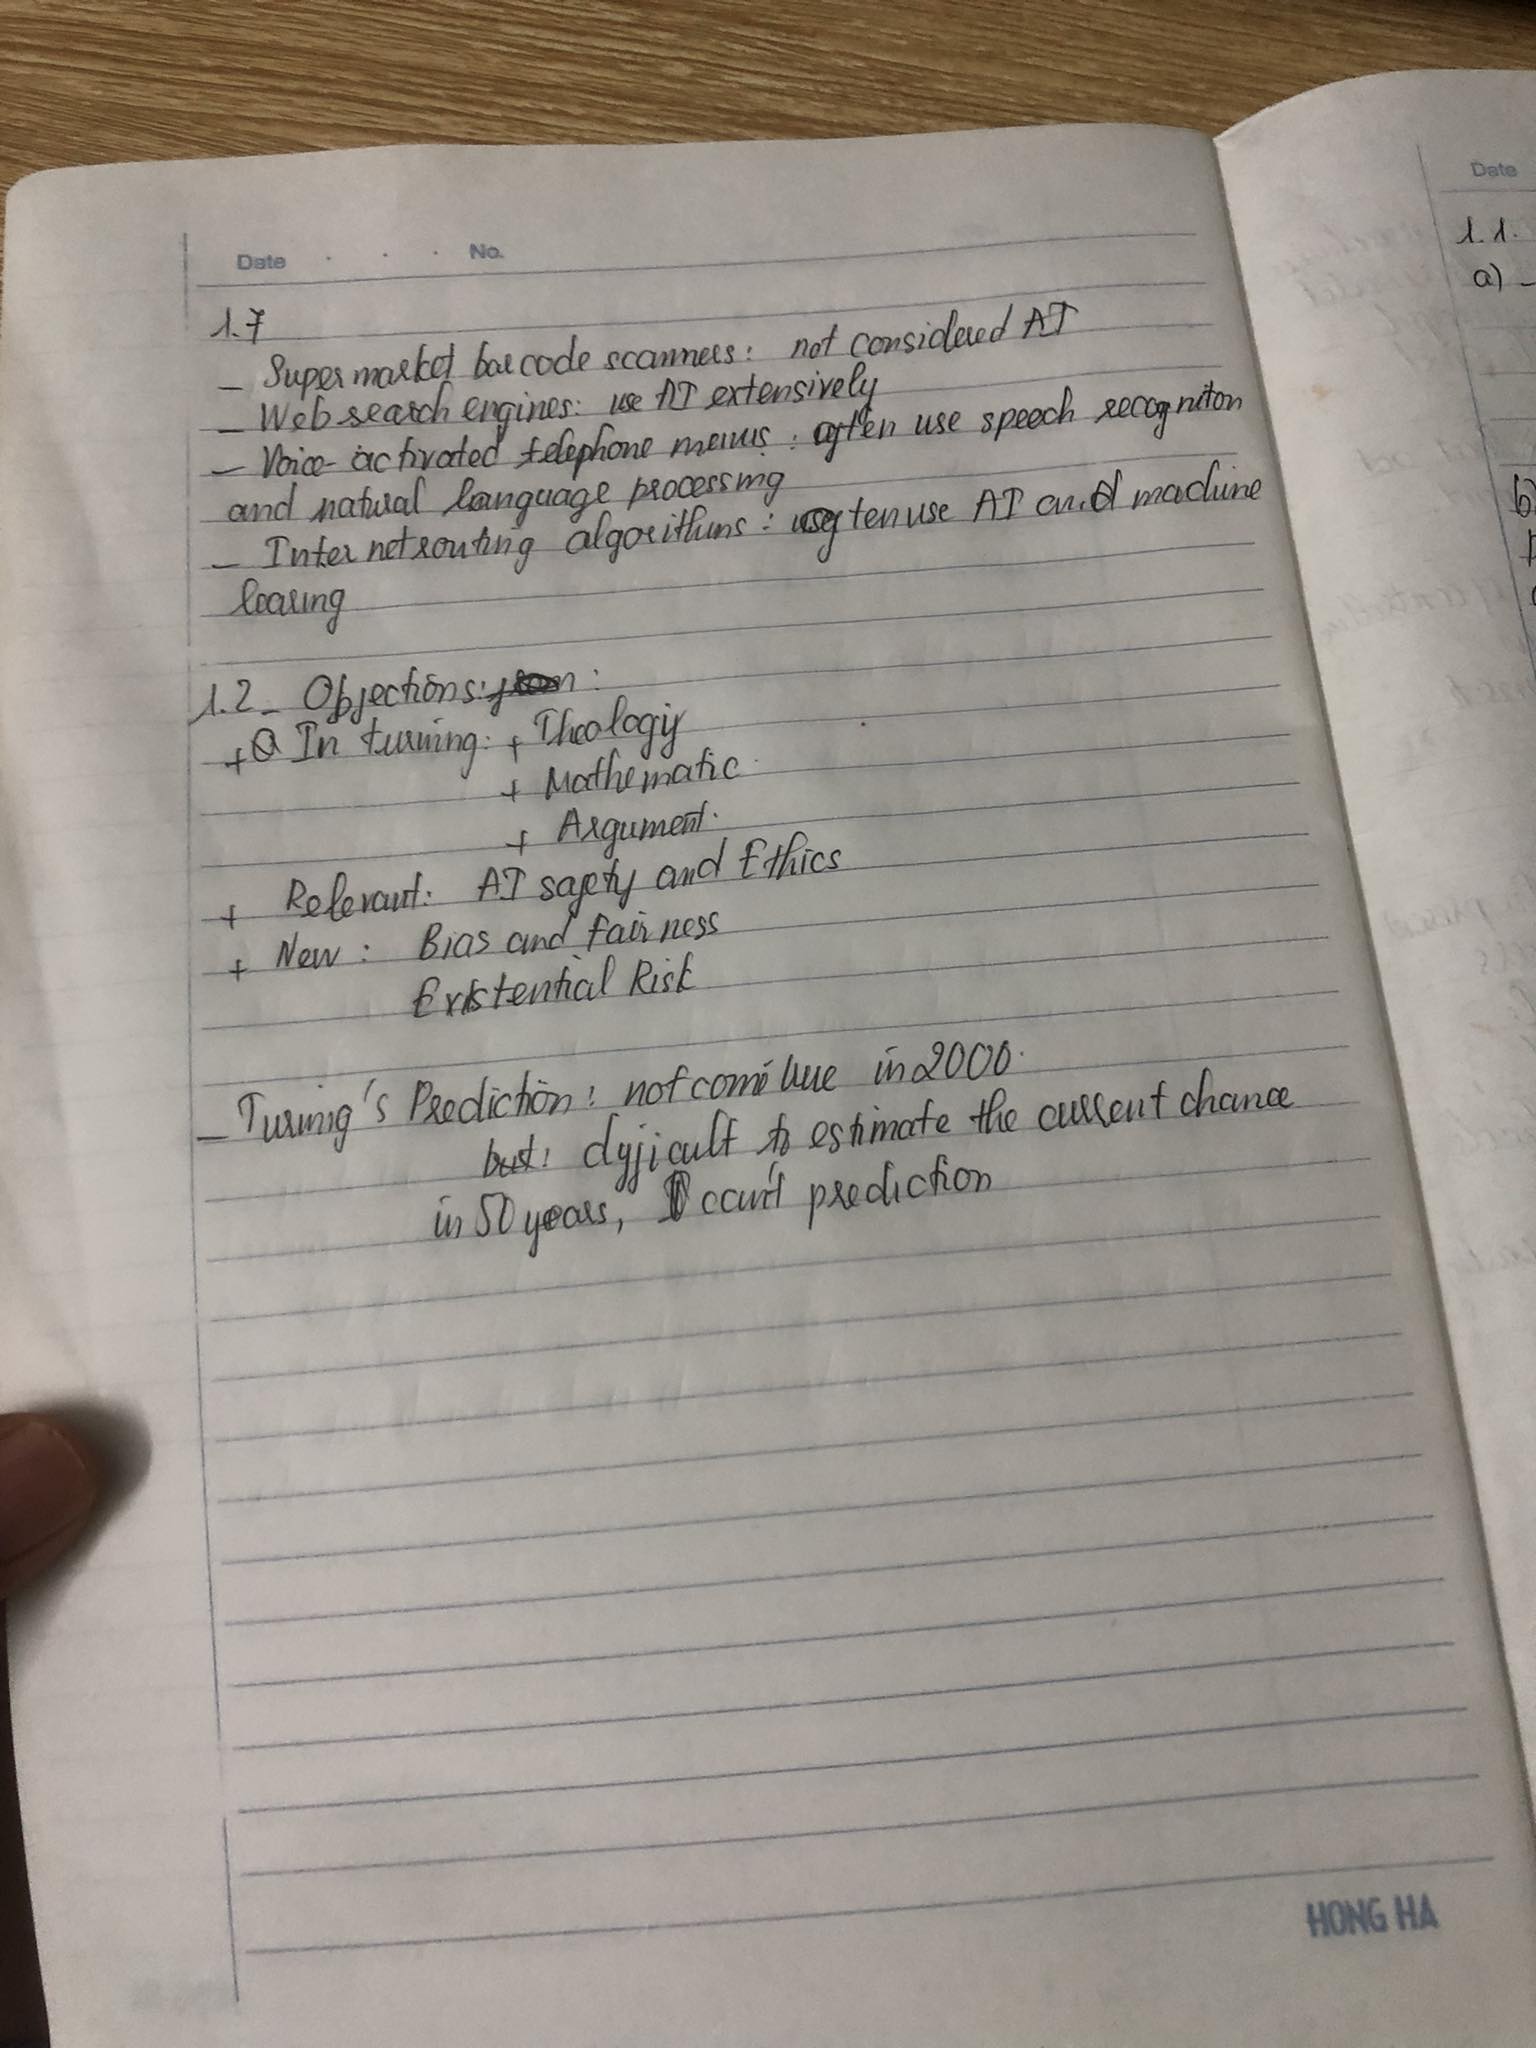 Date . . . No.
1.7
- Supermarket barcode scanners: not considered AI
- Web search engines: use AI extensively
- Voice-activated telephone menus: often use speech recogniton
and natural language processing
- Internet routing algorithms: often use AI and machine
learing
1.2 - Objections:
+ In turing: + Theology
+ Mathematic
+ Argument.
+ Relevant: AI safety and Ethics
+ New: Bias and fairness
Existential Risk
- Turing's Prediction: not come true in 2000.
but: difficult to estimate the current chance
in 50 years, I can't prediction
HONG HA
Date
1.1.
a) -
b)